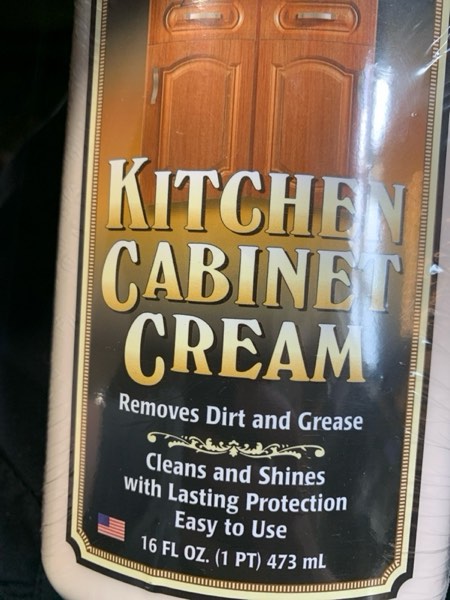 KITCHEN
CABINET
CREAM
Removes Dirt and Grease
Cleans and Shines
with Lasting Protection
Easy to Use
16 FL OZ. (1 PT) 473 mL